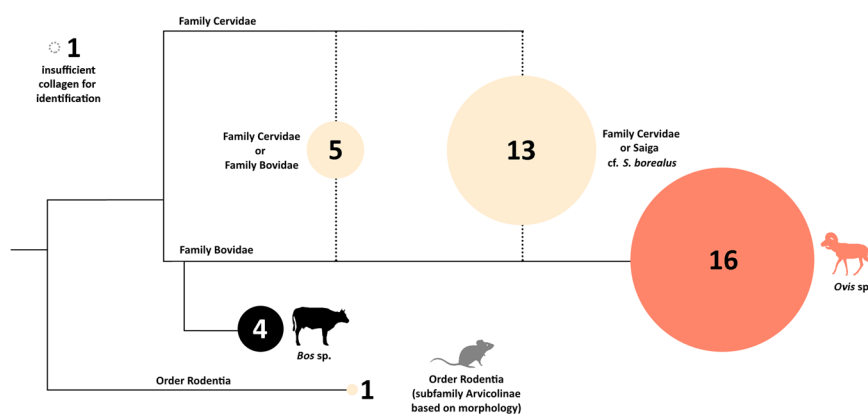 Family Cervidae
1
insufficient
collagen for
identification
Family Cervidae
or
Family Bovidae
5
13
Family Cervidae
or Saiga
cf. S. borealus
Family Bovidae
16
Ovis sp
4
Bos sp.
Order Rodentia
1
Order Rodentia
(subfamily Arvicolinae
based on morphology)